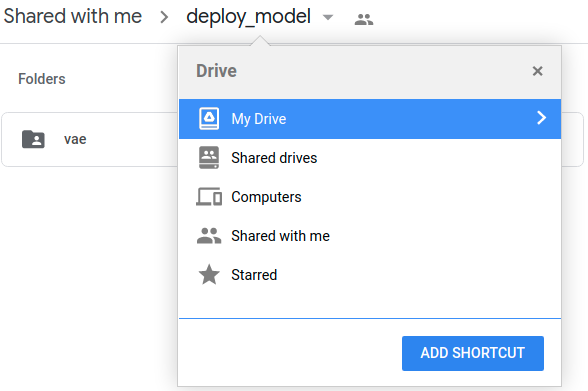 Shared with me > deploy_model
Folders
vae
Drive
My Drive
Shared drives
Computers
Shared with me
Starred
ADD SHORTCUT